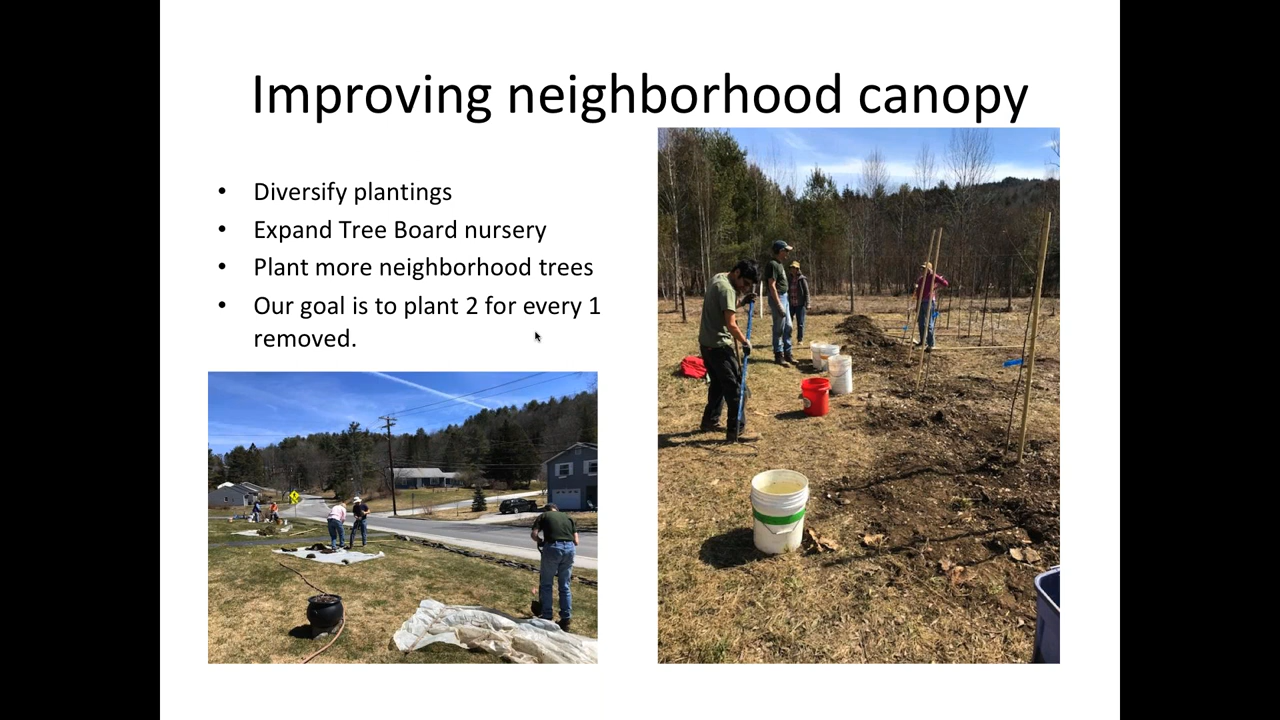 Improving neighborhood canopy
• Diversify plantings
• Expand Tree Board nursery
• Plant more neighborhood trees
• Our goal is to plant 2 for every 1
removed.